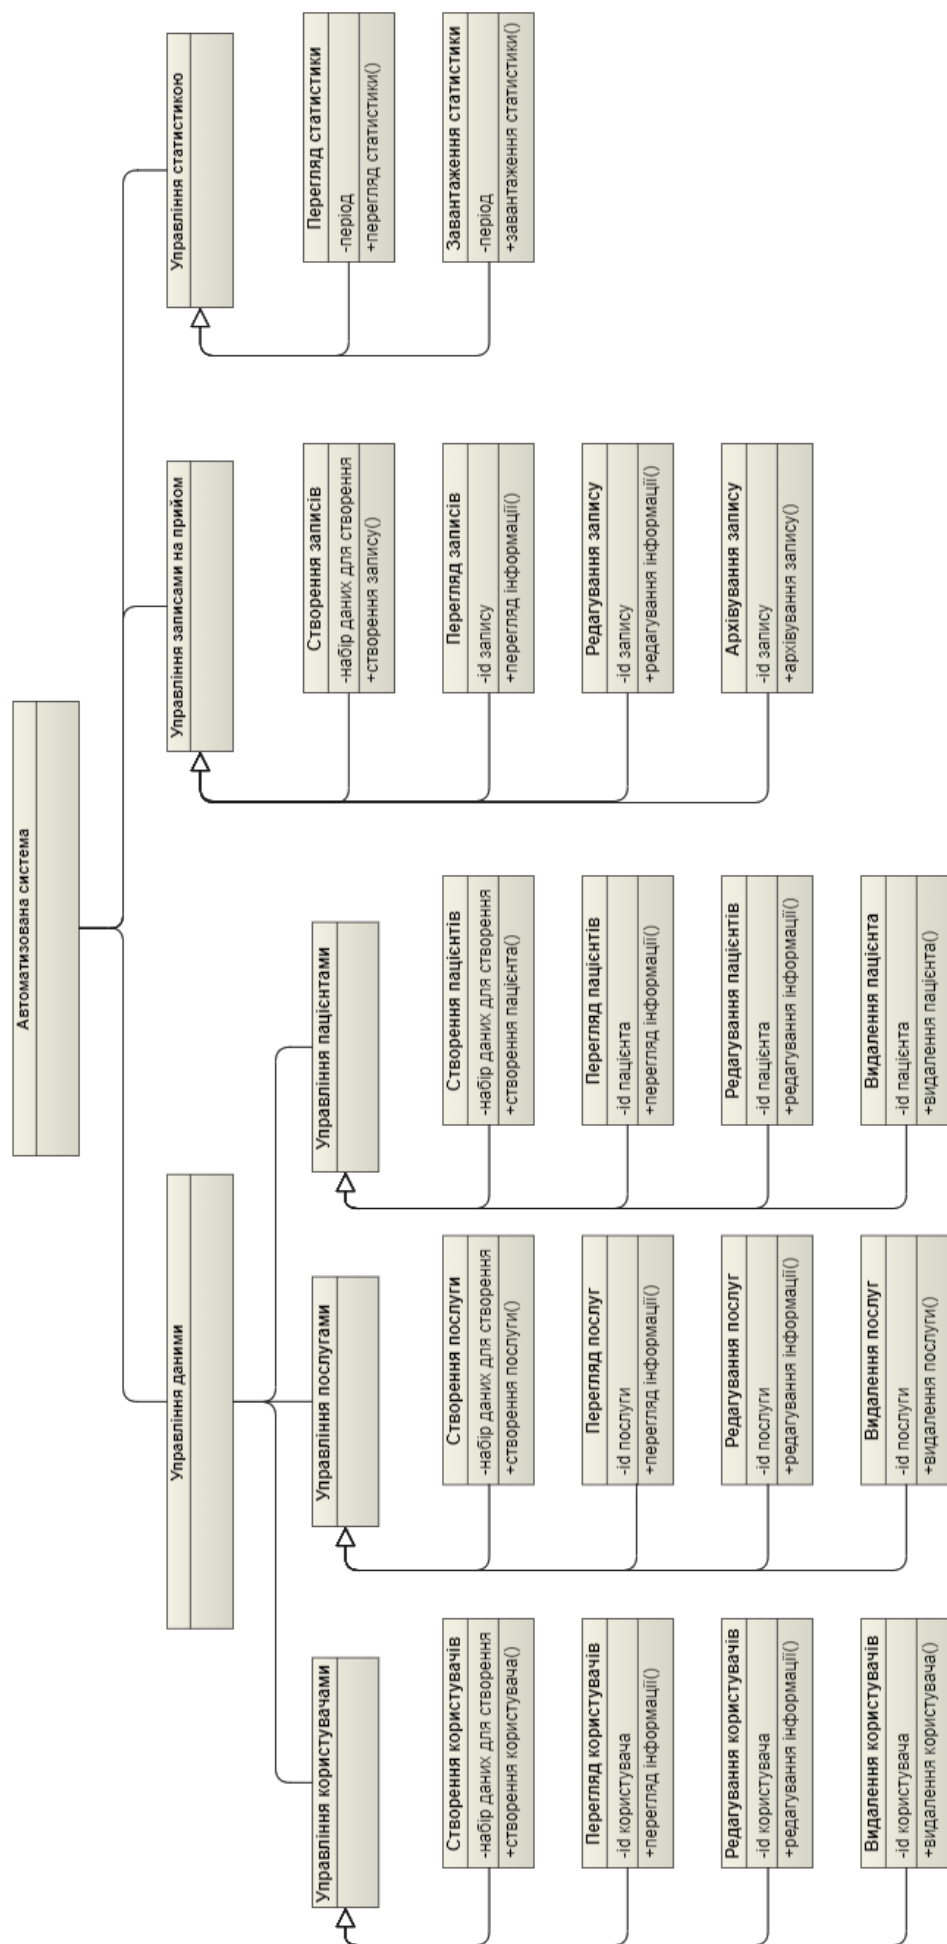 Автоматизована система
Управління даними
Управління записами на прийом
Управління статистикою
Управління користувачами
Управління послугами
Управління пацієнтами
Створення записів
-набір даних для створення
+створення запису()
Перегляд статистики
-період
+перегляд статистики()
Створення користувачів
-набір даних для створення
+створення користувача()
Створення послуги
-набір даних для створення
+створення послуги()
Створення пацієнтів
-набір даних для створення
+створення пацієнта()
Перегляд записів
-id запису
+перегляд інформації()
Завантаження статистики
-період
+завантаження статистики()
Перегляд користувачів
-id користувача
+перегляд інформації()
Перегляд послуг
-id послуги
+перегляд інформації()
Перегляд пацієнтів
-id пацієнта
+перегляд інформації()
Редагування запису
-id запису
+редагування інформації()
Редагування користувачів
-id користувача
+редагування інформації()
Редагування послуг
-id послуги
+редагування інформації()
Редагування пацієнтів
-id пацієнта
+редагування інформації()
Архівування запису
-id запису
+архівування запису()
Видалення користувачів
-id користувача
+видалення користувача()
Видалення послуг
-id послуги
+видалення послуги()
Видалення пацієнта
-id пацієнта
+видалення пацієнта()